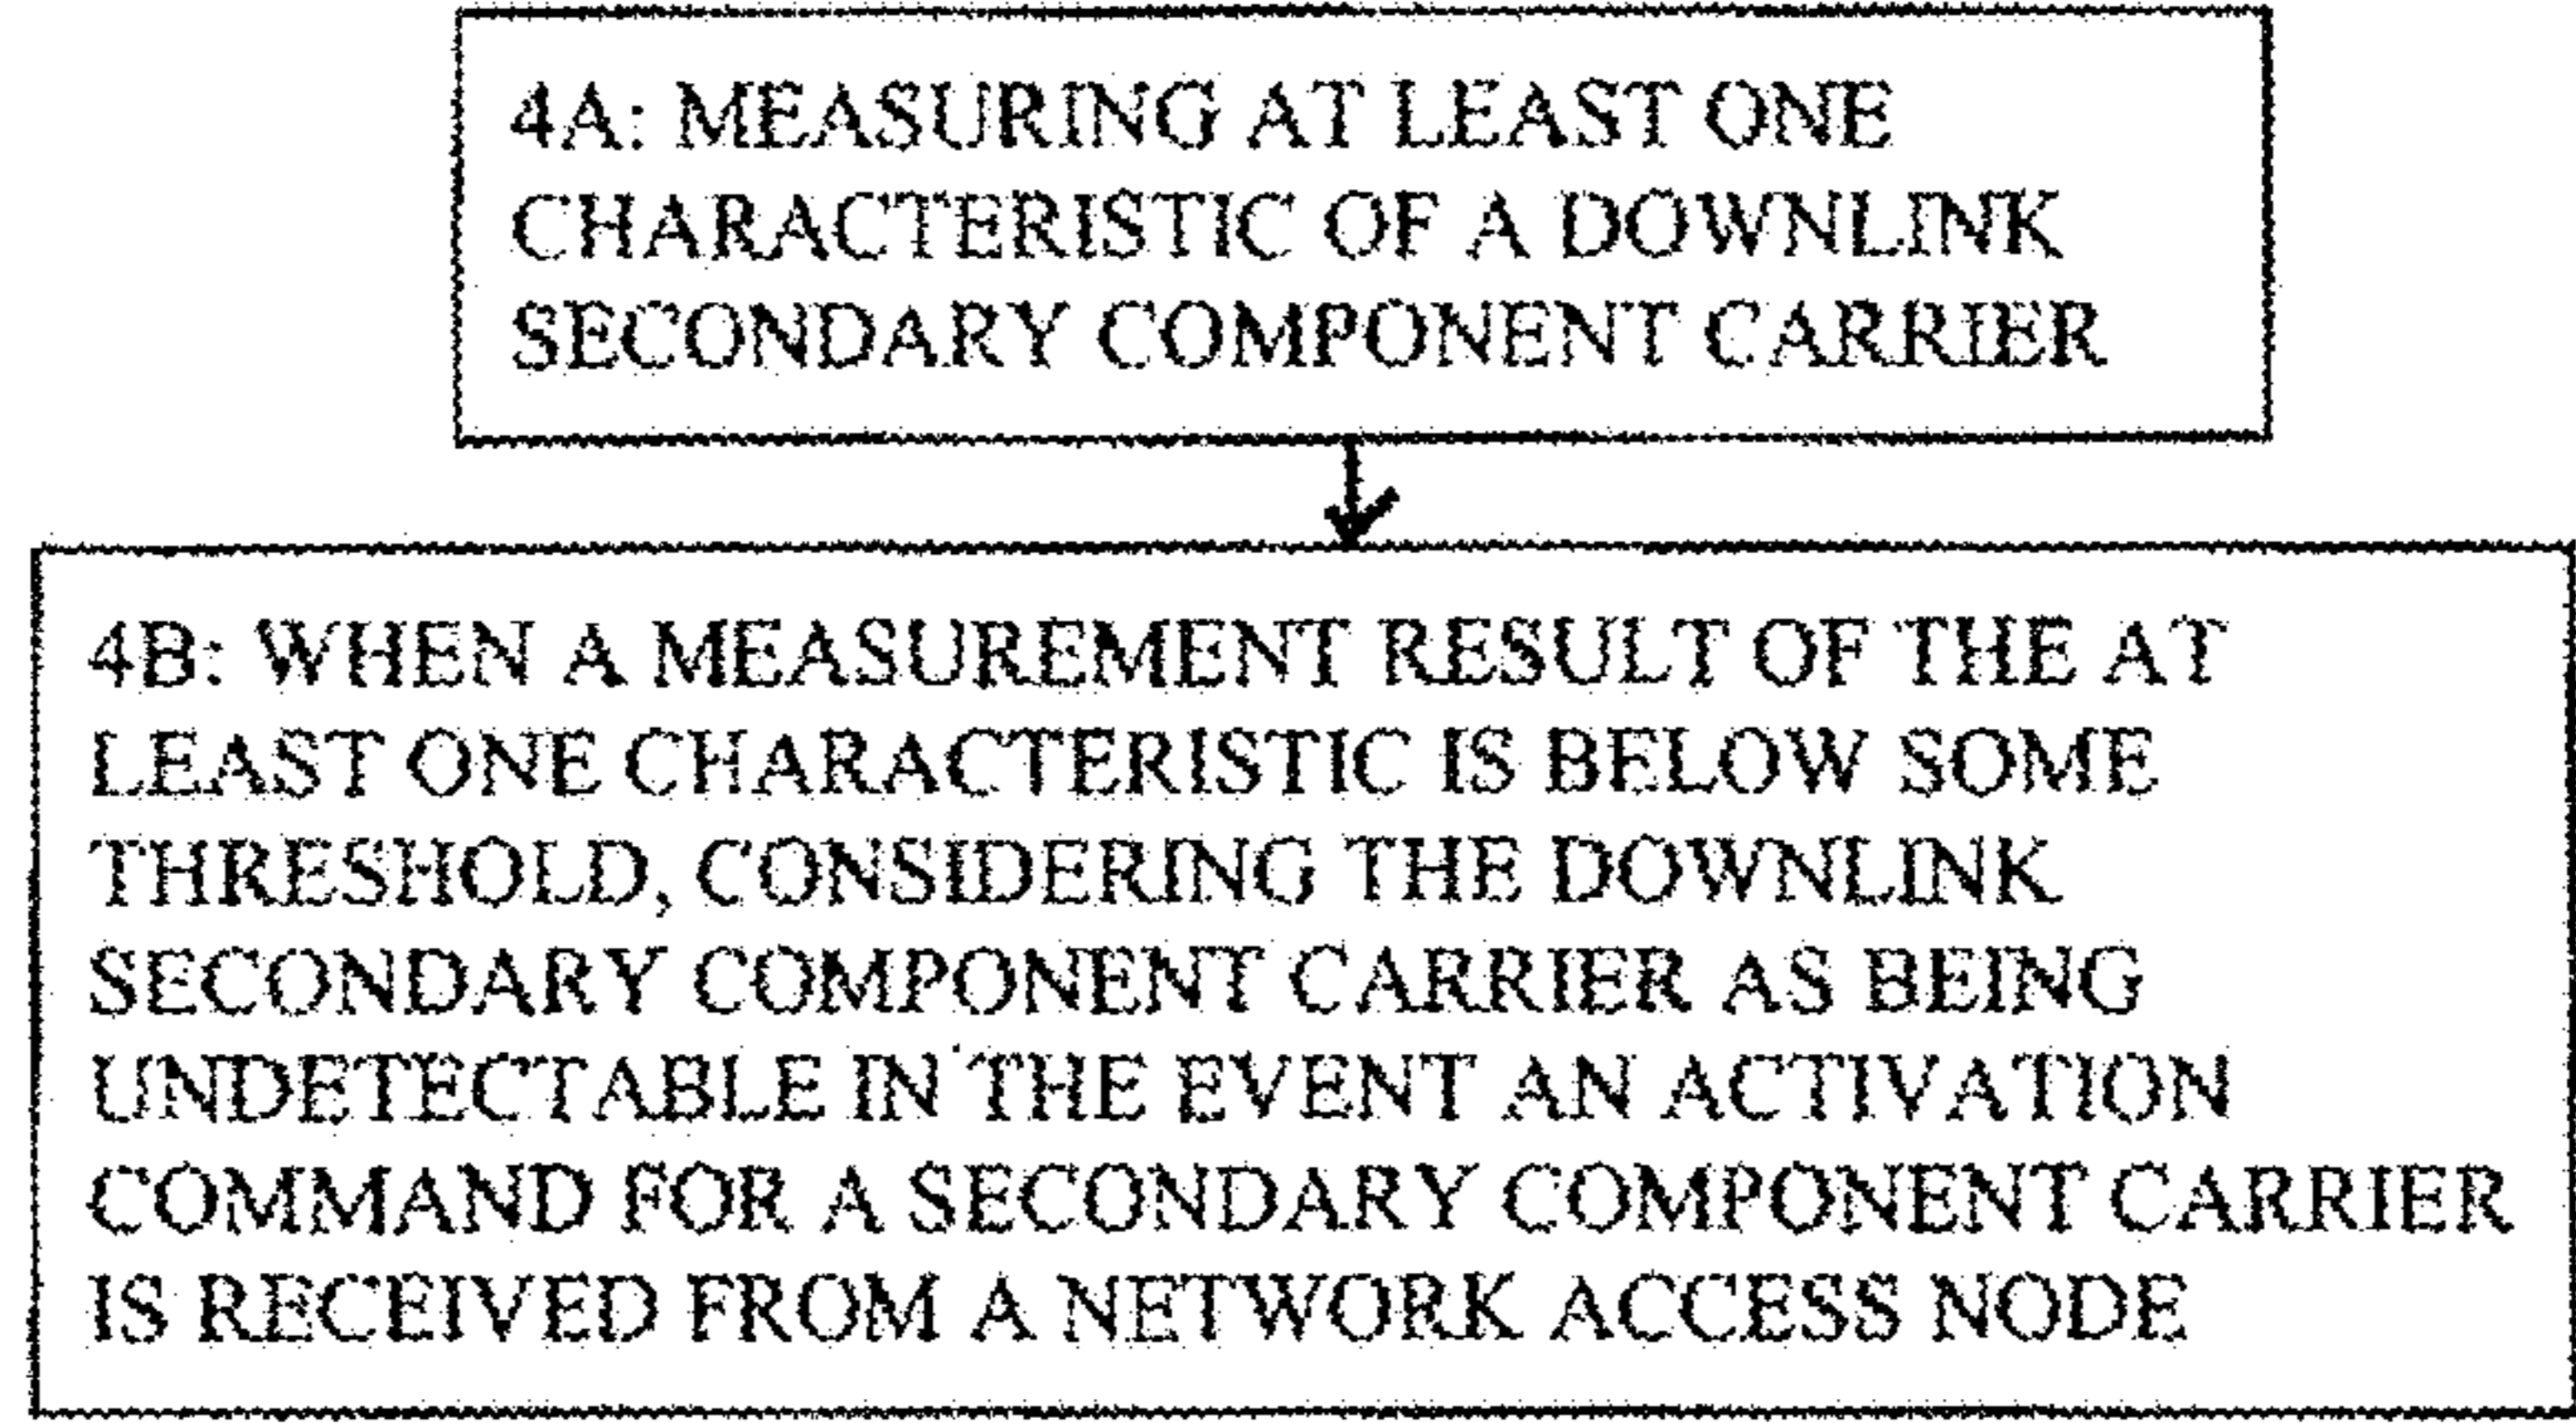 4A: MEASURING AT LEAST ONE
CHARACTERISTIC OF A DOWNLINK
SECONDARY COMPONENT CARRIER
4B: WHEN A MEASUREMENT RESULT OF THE AT
LEAST ONE CHARACTERISTIC IS BELOW SOME
THRESHOLD, CONSIDERING THE DOWNLINK
SECONDARY COMPONENT CARRIER AS BEING
UNDETECTABLE IN THE EVENT AN ACTIVATION
COMMAND FOR A SECONDARY COMPONENT CARRIER
IS RECEIVED FROM A NETWORK ACCESS NODE